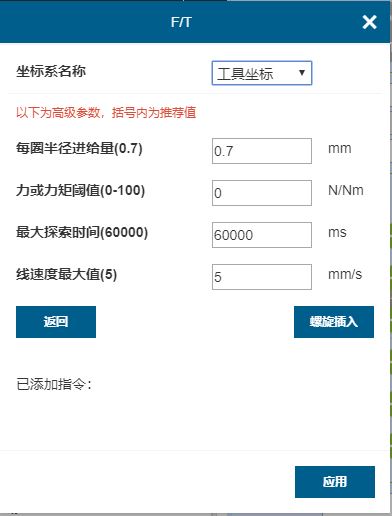 F/T ×
坐标系名称 工具坐标 ▼
以下为高级参数，括号内为推荐值
每圈半径进给量(0.7) 0.7 mm
力或力矩阈值(0-100) 0 N/Nm
最大探索时间(60000) 60000 ms
线速度最大值(5) 5 mm/s
返回 螺旋插入
已添加指令：
应用